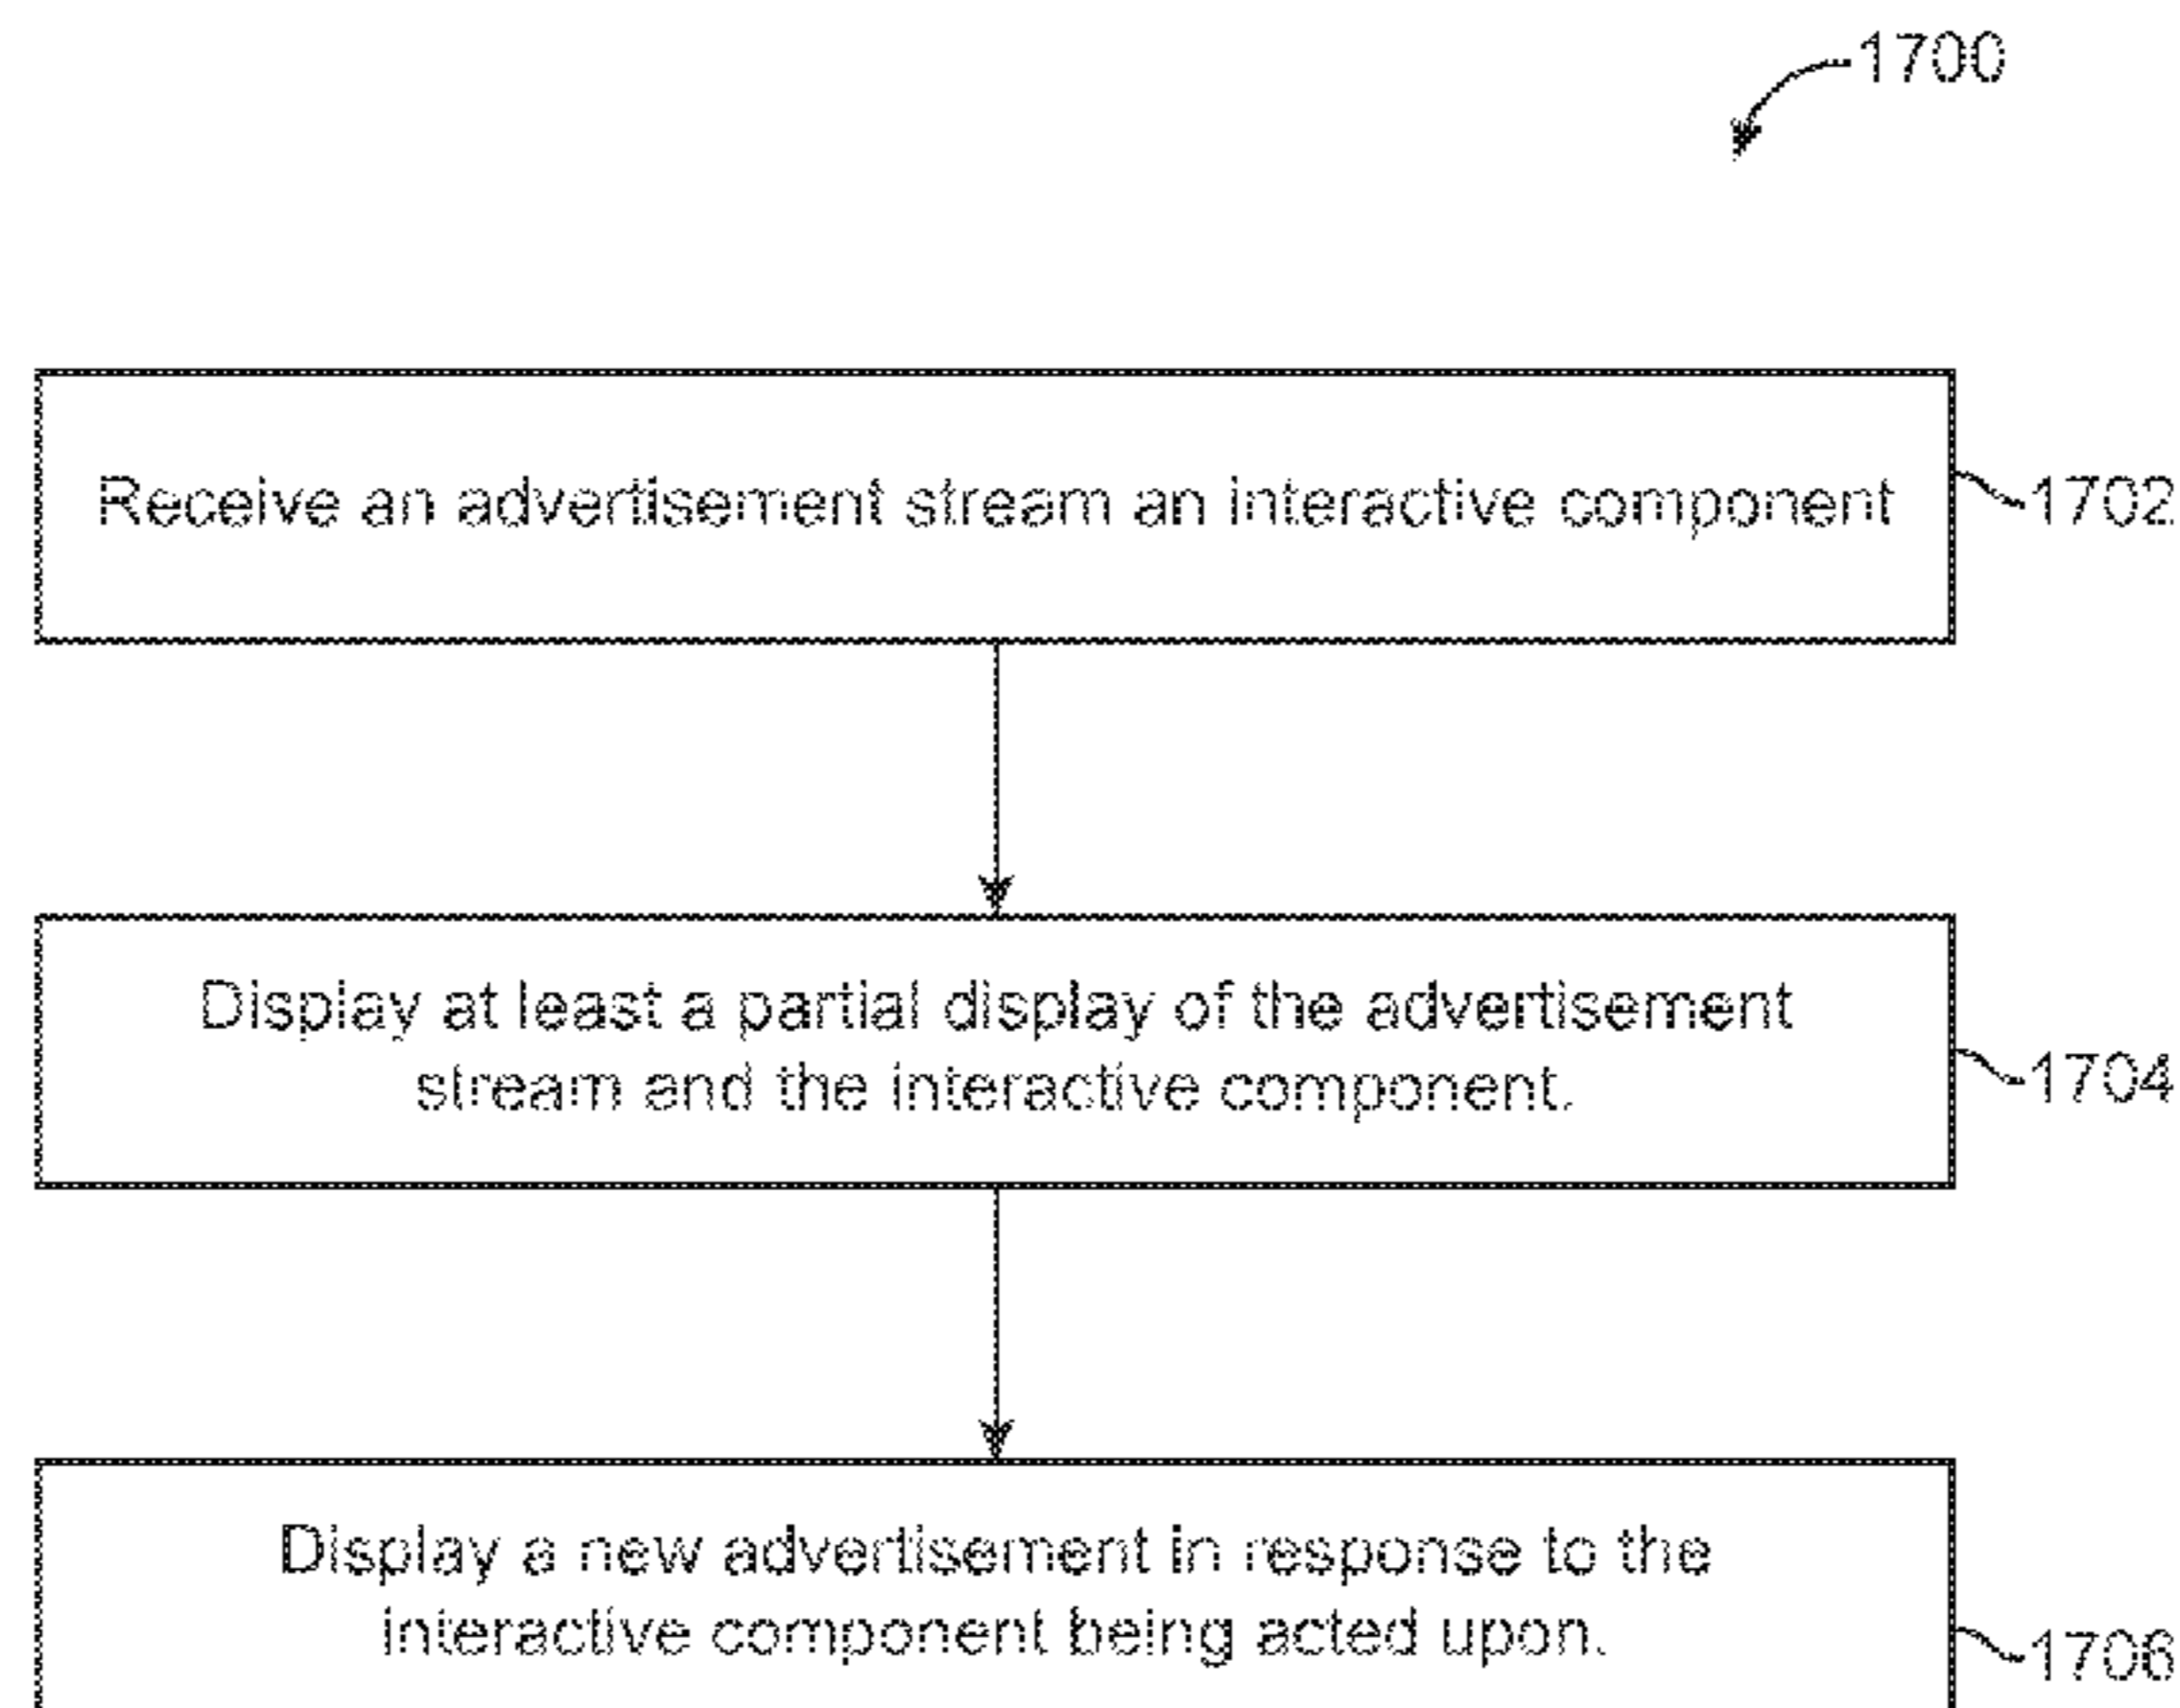 1700
Receive an advertisement stream an interactive component
1702
Display at least a partial display of the advertisement
stream and the interactive component.
1704
Display a new advertisement in response to the
interactive component being acted upon.
1706